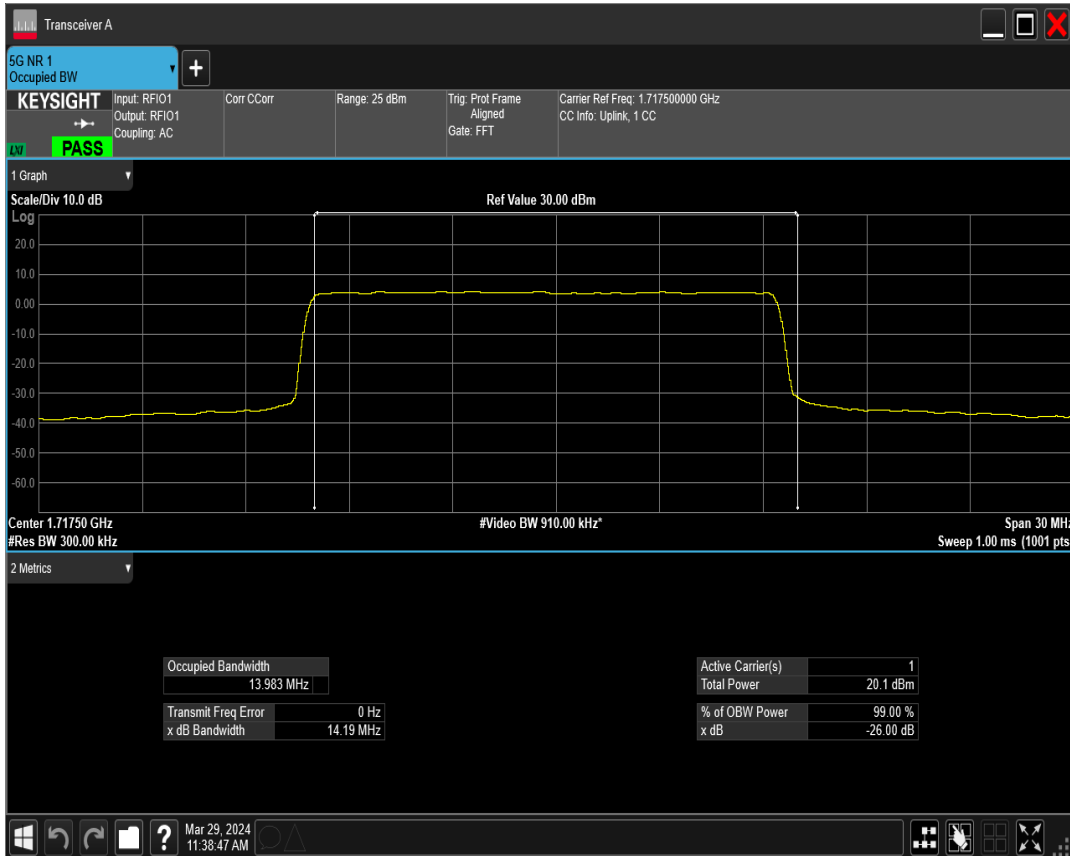 Transceiver A
5G NR 1
Occupied BW
+
KEYSIGHT
LXI
PASS
Input: RFIO1
Output: RFIO1
Coupling: AC
Corr CCorr
Range: 25 dBm
Trig: Prot Frame
Aligned
Gate: FFT
Carrier Ref Freq: 1.717500000 GHz
CC Info: Uplink, 1 CC
1 Graph
Scale/Div 10.0 dB
Ref Value 30.00 dBm
Log
20.0
10.0
0.00
-10.0
-20.0
-30.0
-40.0
-50.0
-60.0
Center 1.71750 GHz
#Video BW 910.00 kHz*
Span 30 MHz
#Res BW 300.00 kHz
Sweep 1.00 ms (1001 pts
2 Metrics
Occupied Bandwidth
13.983 MHz
Transmit Freq Error 0 Hz
x dB Bandwidth 14.19 MHz
Active Carrier(s) 1
Total Power 20.1 dBm
% of OBW Power 99.00 %
x dB -26.00 dB
?
Mar 29, 2024
11:38:47 AM